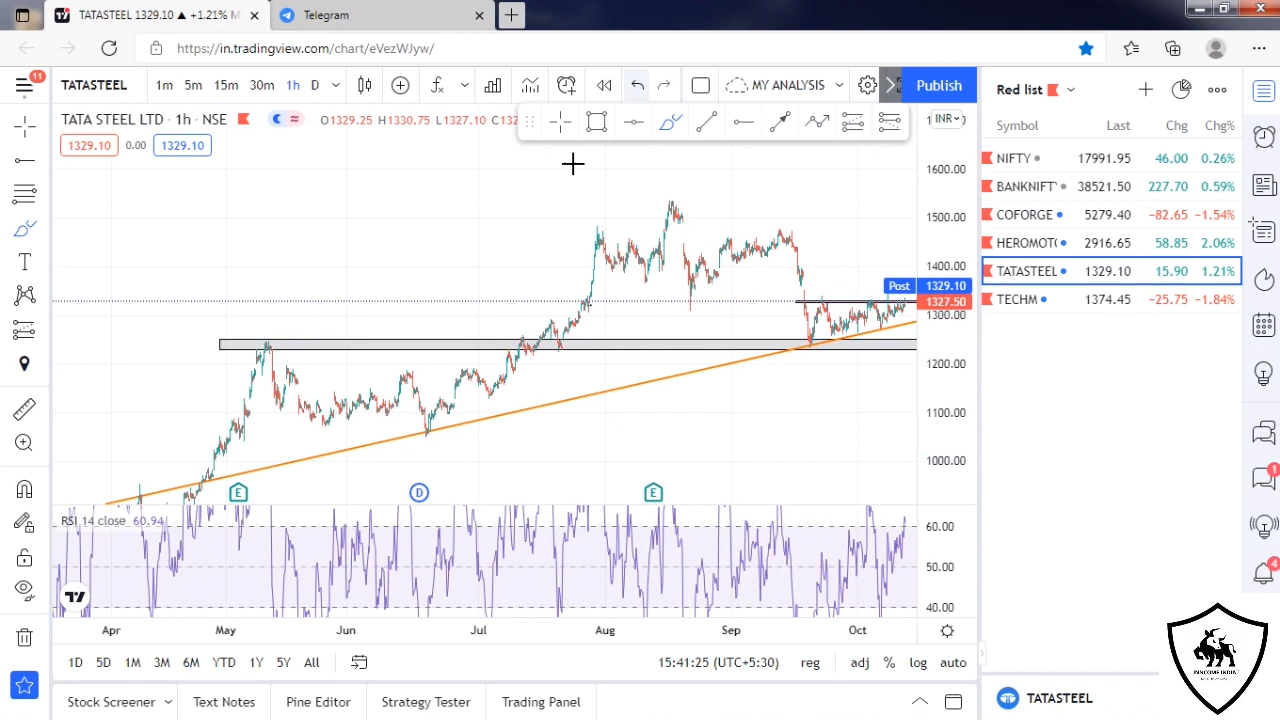 TATASTEEL 1329.10 ▲ +1.21% M
Telegram
https://in.tradingview.com/chart/eVezWJyw/
11
TATASTEEL
1m 5m 15m 30m 1h D
MY ANALYSIS
Publish
Red list
TATA STEEL LTD · 1h · NSE
O1329.25 H1330.75 L1327.10
INR
1329.10 0.00 1329.10
Symbol Last Chg Chg%
NIFTY 17991.95 46.00 0.26%
BANKNIFTY 38521.50 227.70 0.59%
COFORGE 5279.40 −82.65 −1.54%
HEROMOTO 2916.65 58.85 2.06%
TATASTEEL 1329.10 15.90 1.21%
TECHM 1374.45 −25.75 −1.84%
1600.00
1500.00
1400.00
Post 1329.10
1327.50
1300.00
1200.00
1100.00
1000.00
E D E
RSI 14 close 60.94
60.00
50.00
40.00
Apr May Jun Jul Aug Sep Oct
1D 5D 1M 3M 6M YTD 1Y 5Y All
15:41:25 (UTC+5:30) reg adj % log auto
Stock Screener Text Notes Pine Editor Strategy Tester Trading Panel
TATASTEEL
1
4
INNCOME INDIA